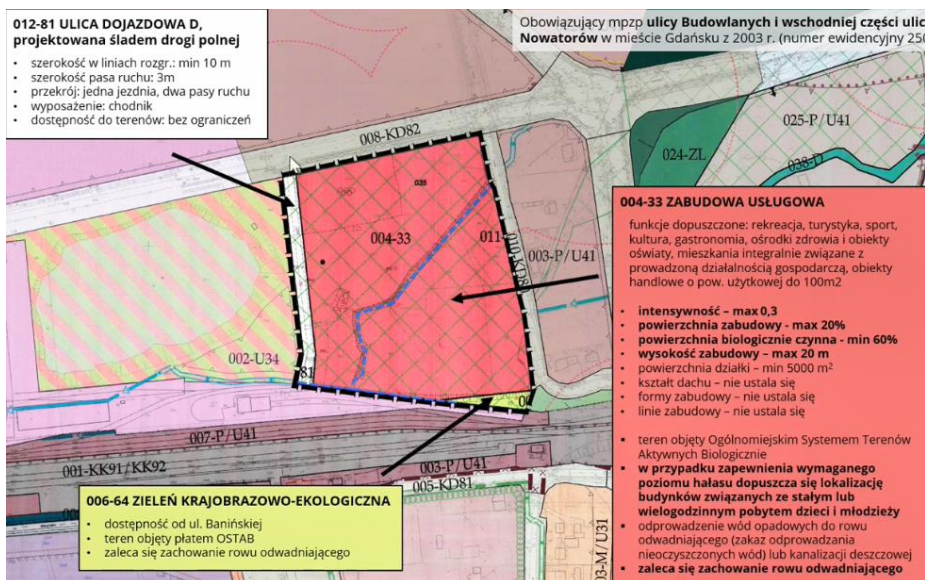 012-81 ULICA DOJAZDOWA D,
projektowana śladem drogi polnej
• szerokość w liniach rozgr.: min 10 m
• szerokość pasa ruchu: 3m
• przekrój: jedna jezdnia, dwa pasy ruchu
• wyposażenie: chodnik
• dostępność do terenów: bez ograniczeń
Obowiązujący mpzp ulicy Budowlanych i wschodniej części ulic
Nowatorów w mieście Gdańsku z 2003 r. (numer ewidencyjny 250
008-KD82
025-P/U41
024-ZL
038-D
039
004-33
011-
010-KD80
003-P/U41
002-U34
81
00
007-P/U41
001-KK91/KK92
003-P/U41
005-KD81
03-M/U31
004-33 ZABUDOWA USŁUGOWA
funkcje dopuszczone: rekreacja, turystyka, sport,
kultura, gastronomia, ośrodki zdrowia i obiekty
oświaty, mieszkania integralnie związane z
prowadzoną działalnością gospodarczą, obiekty
handlowe o pow. użytkowej do 100m2
• intensywność – max 0,3
• powierzchnia zabudowy - max 20%
• powierzchnia biologicznie czynna - min 60%
• wysokość zabudowy – max 20 m
• powierzchnia działki – min 5000 m²
• kształt dachu – nie ustala się
• formy zabudowy – nie ustala się
• linie zabudowy – nie ustala się
▪ teren objęty Ogólnomiejskim Systemem Terenów
Aktywnych Biologicznie
▪ w przypadku zapewnienia wymaganego
poziomu hałasu dopuszcza się lokalizację
budynków związanych ze stałym lub
wielogodzinnym pobytem dzieci i młodzieży
▪ odprowadzenie wód opadowych do rowu
odwadniającego (zakaz odprowadzania
nieoczyszczonych wód) lub kanalizacji deszczowej
▪ zaleca się zachowanie rowu odwadniającego
006-64 ZIELEŃ KRAJOBRAZOWO-EKOLOGICZNA
• dostępność od ul. Banińskiej
• teren objęty płatem OSTAB
• zaleca się zachowanie rowu odwadniającego